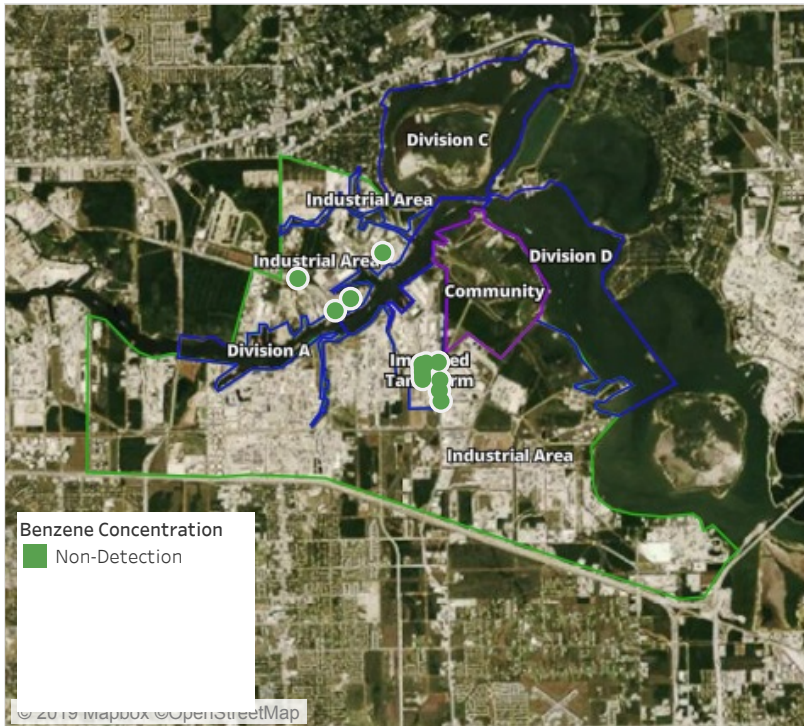 Division C
Industrial Area
Division D
Industrial Area
Community
Division A
Industrial Area
Benzene Concentration
Non-Detection
© 2019 Mapbox ©OpenStreetMap